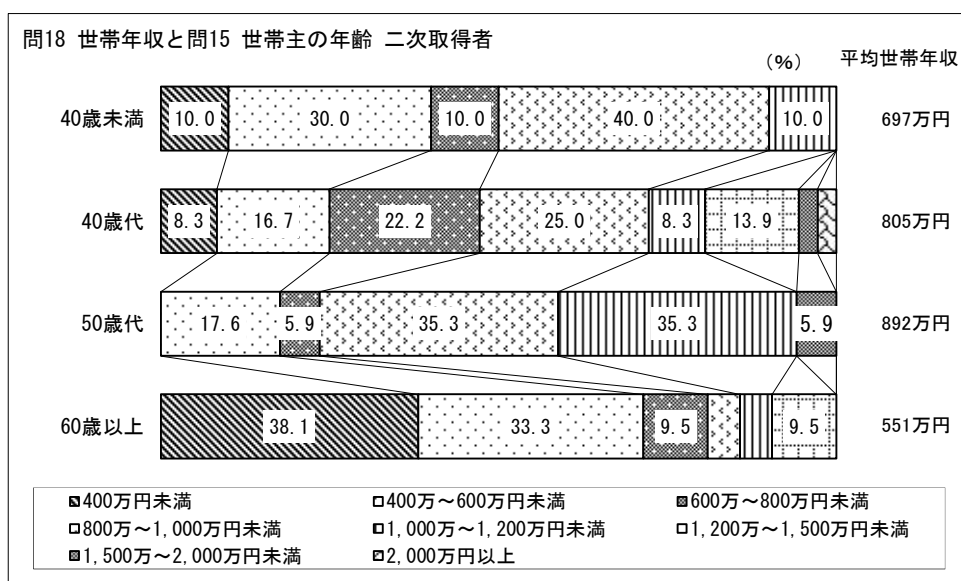 問18 世帯年収と問15 世帯主の年齢 二次取得者
(%) 平均世帯年収
40歳未満 10.0 30.0 10.0 40.0 10.0 697万円
40歳代 8.3 16.7 22.2 25.0 8.3 13.9 805万円
50歳代 17.6 5.9 35.3 35.3 5.9 892万円
60歳以上 38.1 33.3 9.5 9.5 551万円
400万円未満 400万～600万円未満 600万～800万円未満
800万～1,000万円未満 1,000万～1,200万円未満 1,200万～1,500万円未満
1,500万～2,000万円未満 2,000万円以上